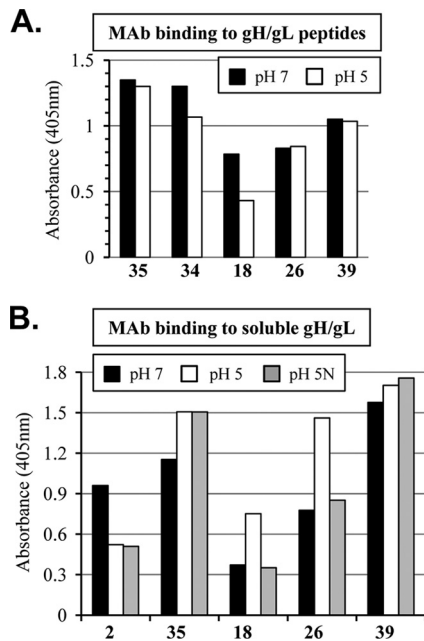 A.
MAb binding to gH/gL peptides
pH 7 pH 5
Absorbance (405nm)
1.5
1
0.5
0
35 34 18 26 39
B.
MAb binding to soluble gH/gL
pH 7 pH 5 pH 5N
Absorbance (405nm)
1.8
1.5
1.2
0.9
0.6
0.3
0
2 35 18 26 39